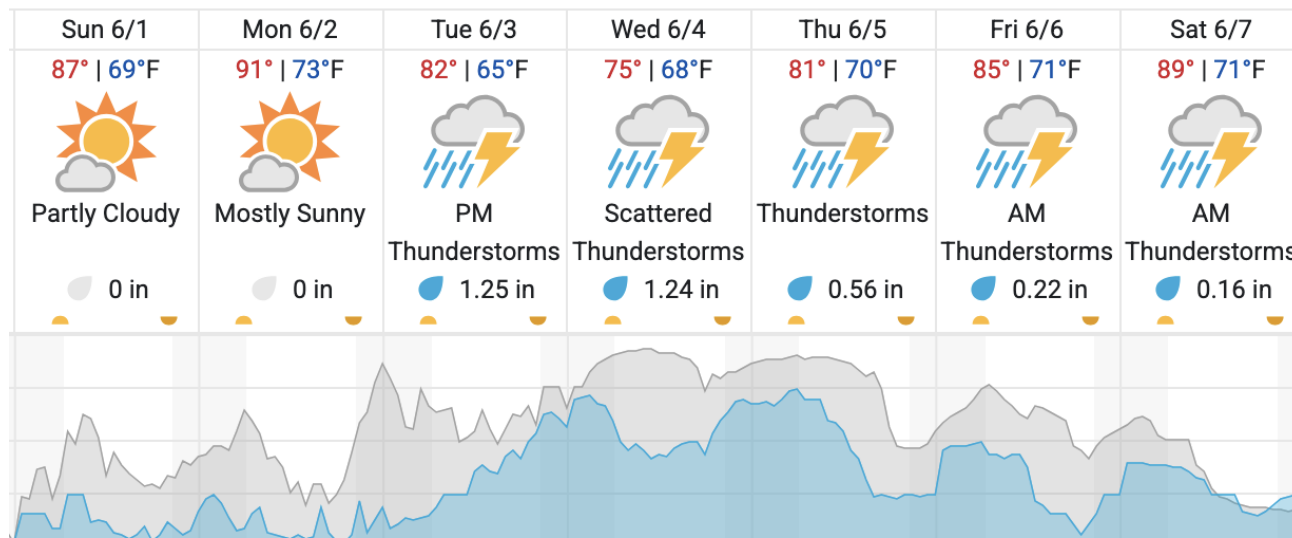 Sun 6/1 Mon 6/2 Tue 6/3 Wed 6/4 Thu 6/5 Fri 6/6 Sat 6/7
87° | 69°F 91° | 73°F 82° | 65°F 75° | 68°F 81° | 70°F 85° | 71°F 89° | 71°F
Partly Cloudy Mostly Sunny PM Scattered Thunderstorms AM AM
Thunderstorms Thunderstorms Thunderstorms Thunderstorms
0 in 0 in 1.25 in 1.24 in 0.56 in 0.22 in 0.16 in